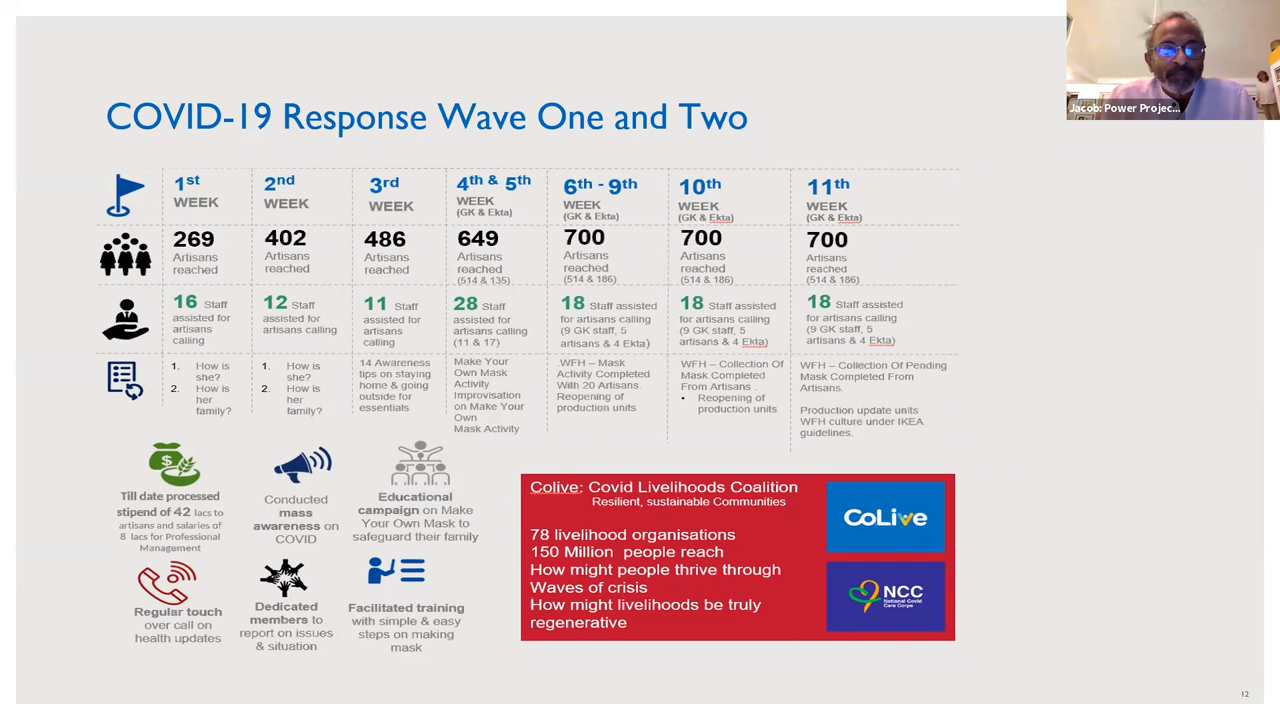 Jacob: Power Projec...
COVID-19 Response Wave One and Two
1st
WEEK
2nd
WEEK
3rd
WEEK
4th & 5th
WEEK
(GK & Ekta)
6th - 9th
WEEK
(GK & Ekta)
10th
WEEK
(GK & Ekta)
11th
WEEK
(GK & Ekta)
269
Artisans
reached
402
Artisans
reached
486
Artisans
reached
649
Artisans
reached
(514 & 135)
700
Artisans
reached
(514 & 186)
700
Artisans
reached
(514 & 186)
700
Artisans
reached
(514 & 186)
16 Staff
assisted for
artisans
calling
12 Staff
assisted for
artisans calling
11 Staff
assisted for
artisans
calling
28 Staff
assisted for
artisans calling
(11 & 17)
18 Staff assisted
for artisans calling
(9 GK staff, 5
artisans & 4 Ekta)
18 Staff assisted
for artisans calling
(9 GK staff, 5
artisans & 4 Ekta)
18 Staff assisted
for artisans calling
(9 GK staff, 5
artisans & 4 Ekta)
1. How is
she?
2. How is
her
family?
1. How is
she?
2. How is
her
family?
14 Awareness
tips on staying
home & going
outside for
essentials
Make Your
Own Mask
Activity
Improvisation
on Make Your
Own
Mask Activity
.WFH – Mask
Activity Completed
With 20 Artisans.
Reopening of
production units
WFH – Collection Of
Mask Completed
From Artisans .
• Reopening of
production units
WFH – Collection Of Pending
Mask Completed From
Artisans.
Production update units
WFH culture under IKEA
guidelines.
Till date processed
stipend of 42 lacs to
artisans and salaries of
8 lacs for Professional
Management
Conducted
mass
awareness on
COVID
Educational
campaign on Make
Your Own Mask to
safeguard their family
Regular touch
over call on
health updates
Dedicated
members to
report on issues
& situation
Facilitated training
with simple & easy
steps on making
mask
Colive: Covid Livelihoods Coalition
Resilient, sustainable Communities
78 livelihood organisations
150 Million people reach
How might people thrive through
Waves of crisis
How might livelihoods be truly
regenerative
CoLive
NCC
National Covid
Care Corps
12